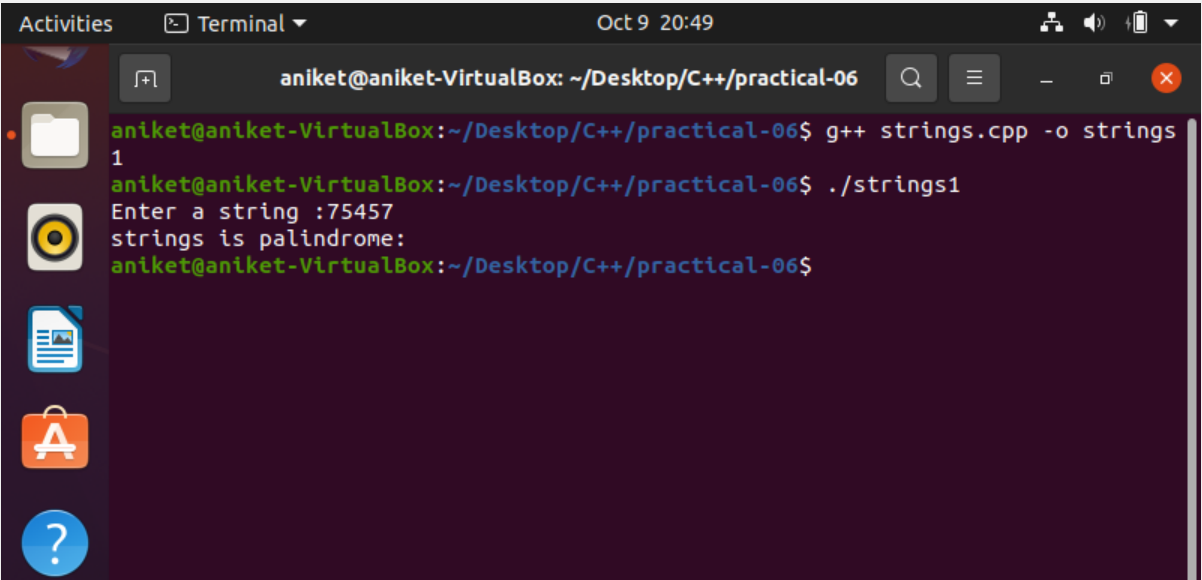 Activities Terminal Oct 9 20:49
aniket@aniket-VirtualBox: ~/Desktop/C++/practical-06
aniket@aniket-VirtualBox:~/Desktop/C++/practical-06$ g++ strings.cpp -o strings
1
aniket@aniket-VirtualBox:~/Desktop/C++/practical-06$ ./strings1
Enter a string :75457
strings is palindrome:
aniket@aniket-VirtualBox:~/Desktop/C++/practical-06$